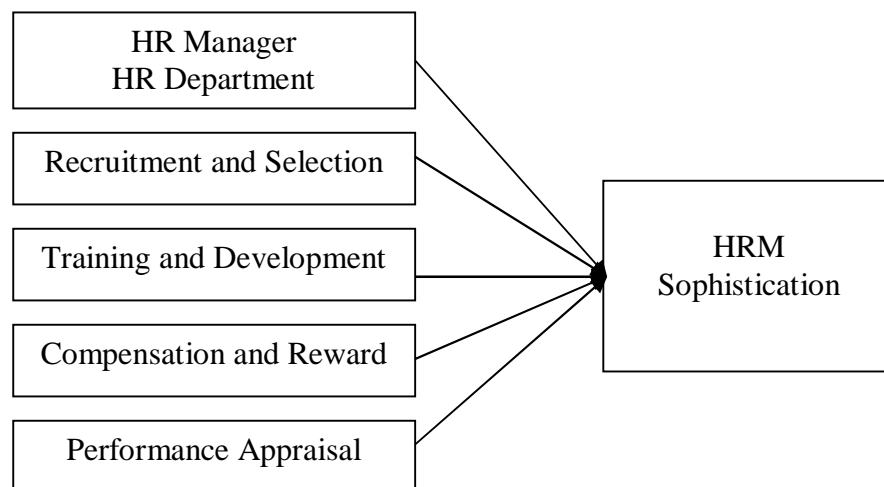 HR Manager
HR Department
Recruitment and Selection
Training and Development
Compensation and Reward
Performance Appraisal
HRM
Sophistication